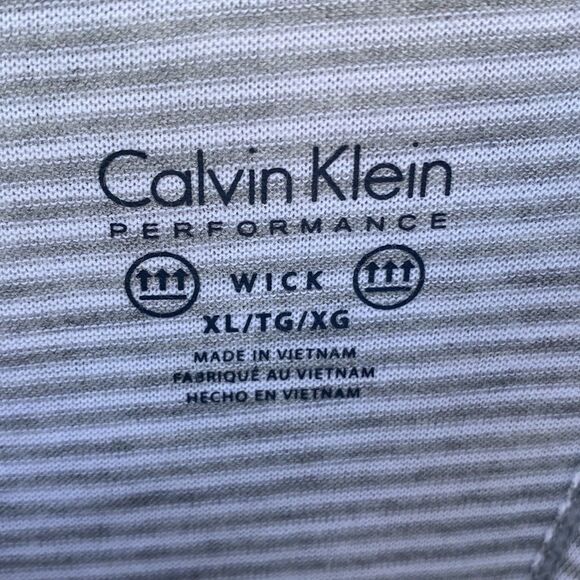 Calvin Klein
PERFORMANCE
WICK
XL/TG/XG
MADE IN VIETNAM
FABRIQUÉ AU VIETNAM
HECHO EN VIETNAM